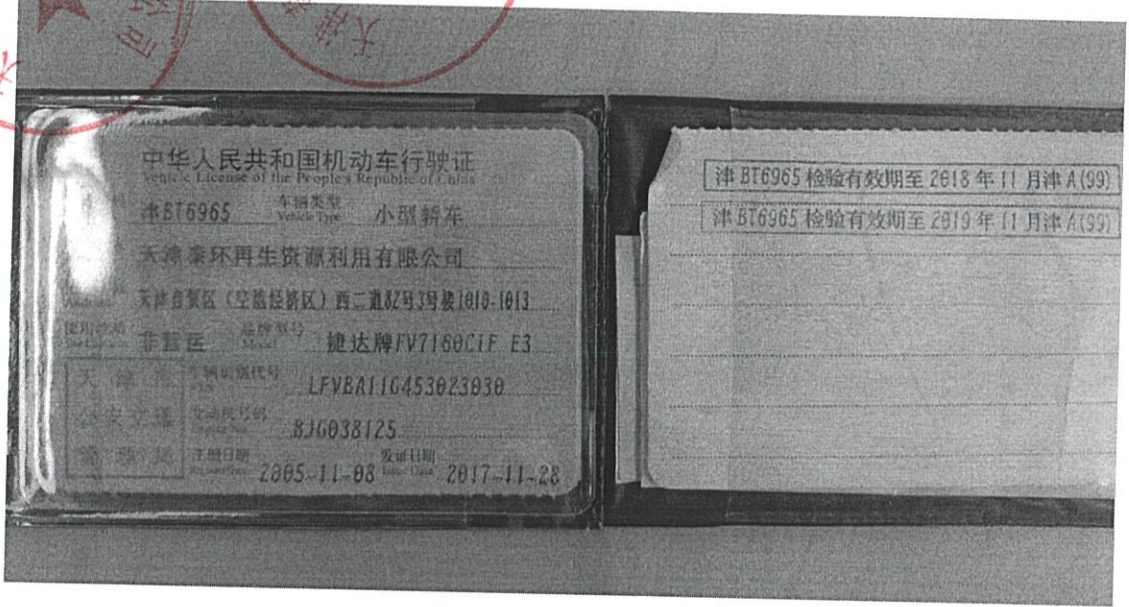 中华人民共和国机动车行驶证
Vehicle License of the People's Republic of China
津BT6965 车辆类型 Vehicle Type 小型轿车
天津泰环再生资源利用有限公司
天津自贸区（空港经济区）西二道82号3号楼1010-1013
使用性质 非营运 品牌型号 Model 捷达牌FV7160CiF E3
天津市 车辆识别代号 VIN LFVBA11G453023030
公安交通 发动机号码 BJG038125
管理局 注册日期 2005-11-08 发证日期 Issue Date 2017-11-28
津BT6965检验有效期至2018年11月津A(99)
津BT6965检验有效期至2019年11月津A(99)